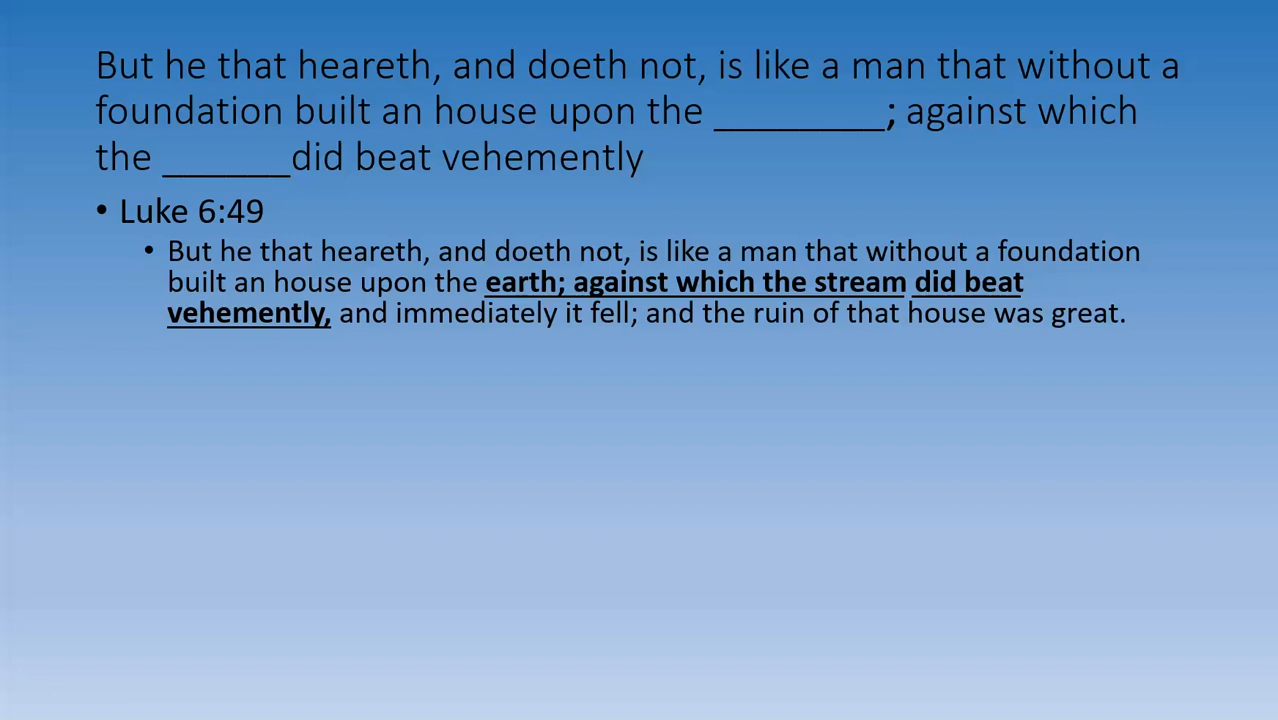 But he that heareth, and doeth not, is like a man that without a
foundation built an house upon the ________; against which
the ______did beat vehemently
• Luke 6:49
• But he that heareth, and doeth not, is like a man that without a foundation
built an house upon the earth; against which the stream did beat
vehemently, and immediately it fell; and the ruin of that house was great.